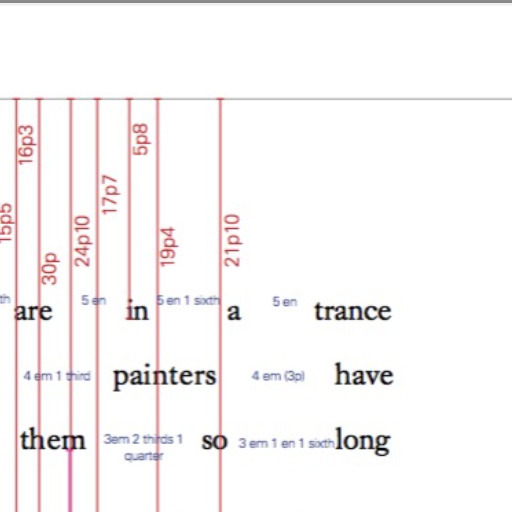 15p5
16p3
30p
24p10
17p7
5p8
19p4
21p10
th are 5 en in 5 en 1 sixth a 5 en trance
4 em 1 third painters 4 em (3p) have
them 3em 2 thirds 1 quarter so 3 em 1 en 1 sixth long